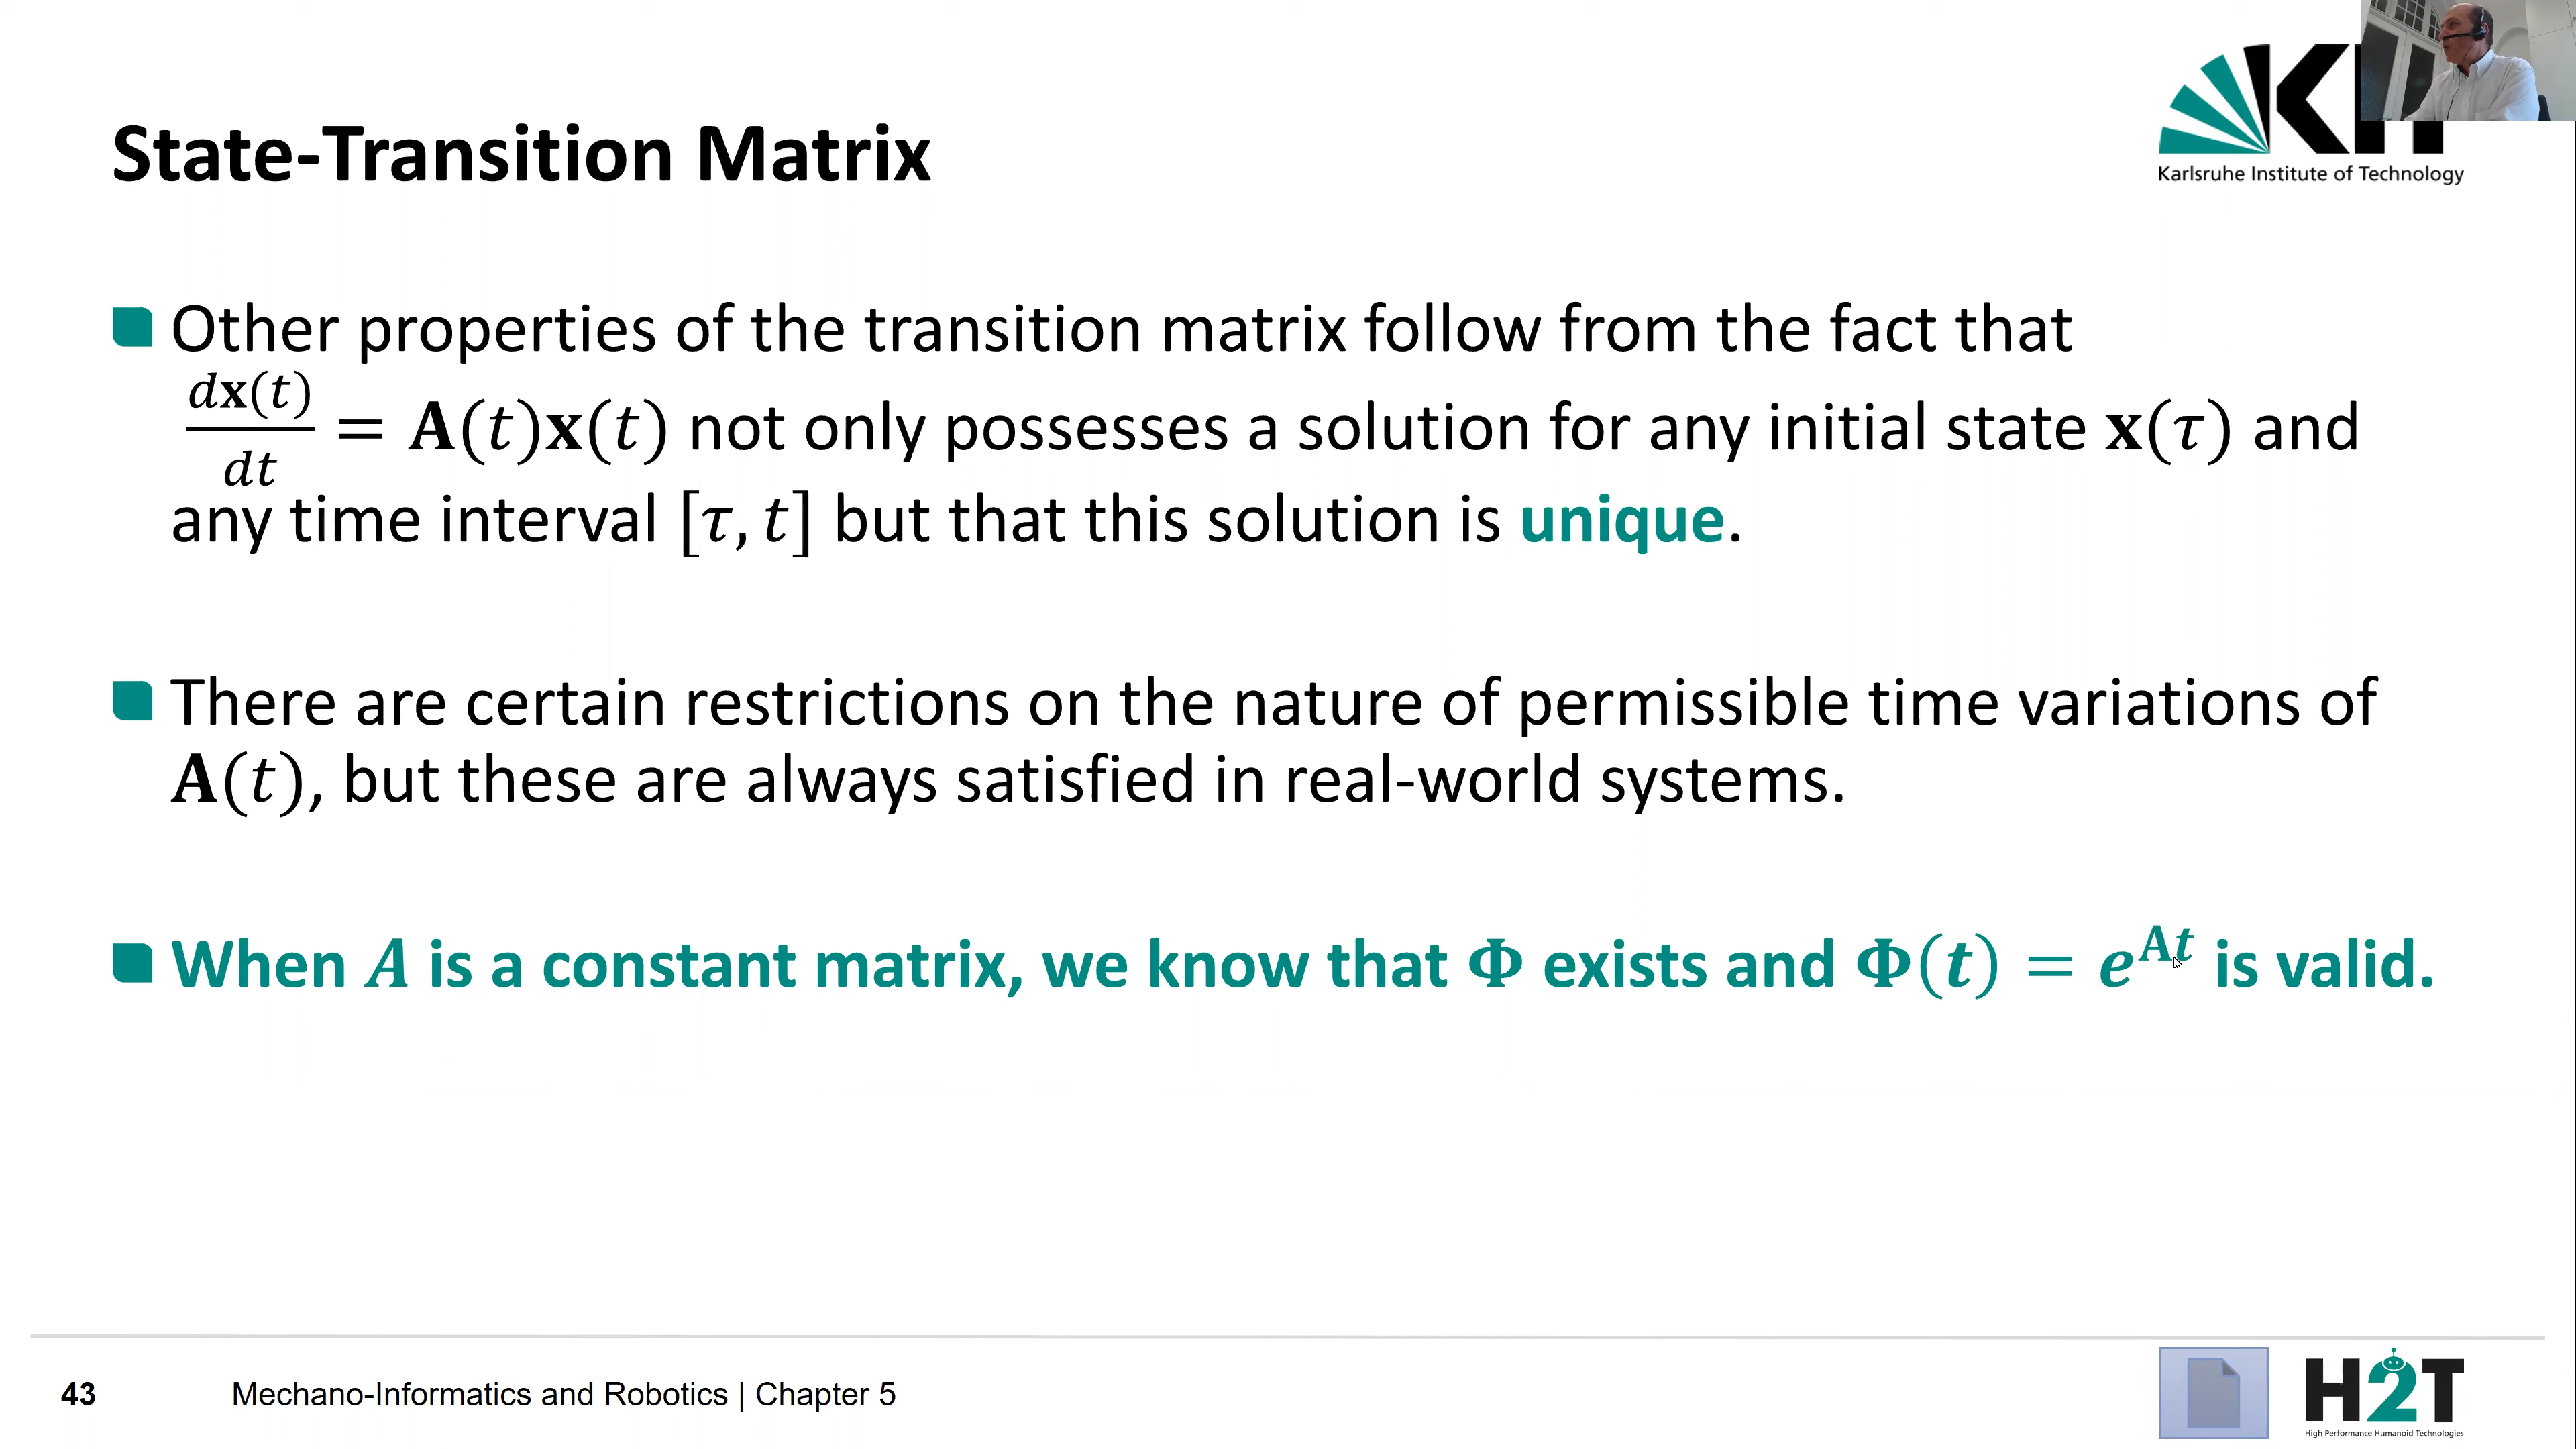 State-Transition Matrix
Karlsruhe Institute of Technology
Other properties of the transition matrix follow from the fact that
d𝐱(t)/dt = 𝐀(t)𝐱(t) not only possesses a solution for any initial state 𝐱(τ) and
any time interval [τ, t] but that this solution is unique.
There are certain restrictions on the nature of permissible time variations of
𝐀(t), but these are always satisfied in real-world systems.
When A is a constant matrix, we know that Φ exists and Φ(t) = e^{At} is valid.
43
Mechano-Informatics and Robotics | Chapter 5
H2T
High Performance Humanoid Technologies